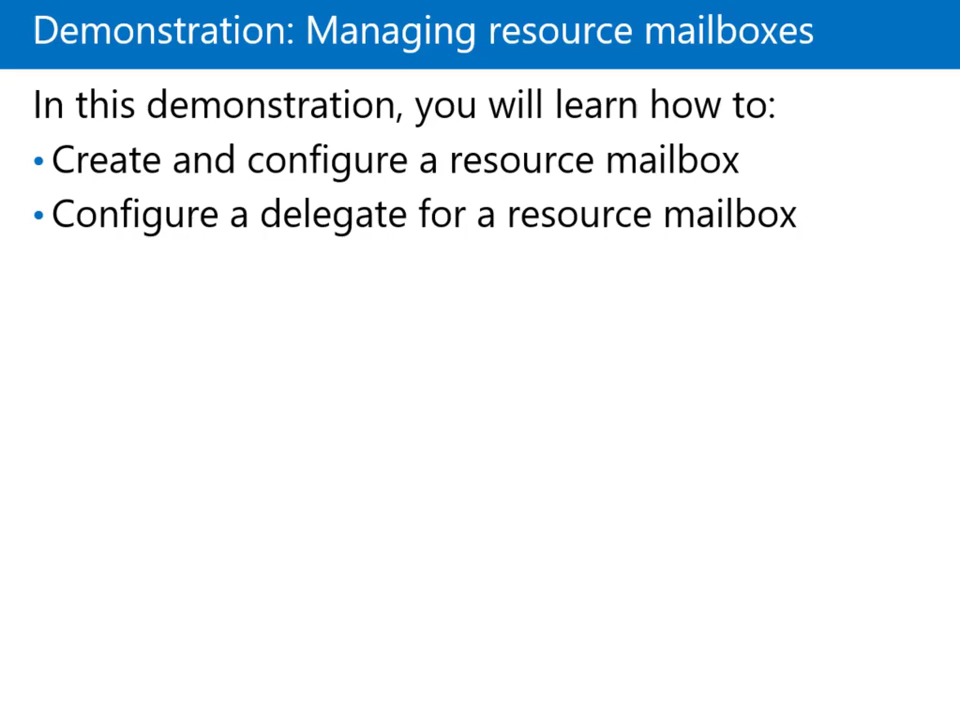 Demonstration: Managing resource mailboxes
In this demonstration, you will learn how to:
• Create and configure a resource mailbox
• Configure a delegate for a resource mailbox